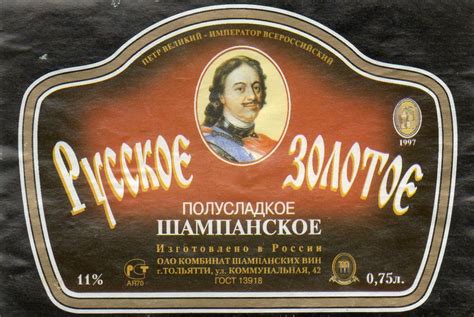 ПЕТР ВЕЛИКИЙ - ИМПЕРАТОР ВСЕРОССИЙСКИЙ
1997
Русское золотое
ПОЛУСЛАДКОЕ
ШАМПАНСКОЕ
Изготовлено в России
ОАО КОМБИНАТ ШАМПАНСКИХ ВИН
г. ТОЛЬЯТТИ, ул. КОММУНАЛЬНАЯ, 42
ГОСТ 13918
11%
АЯ70
0,75л.